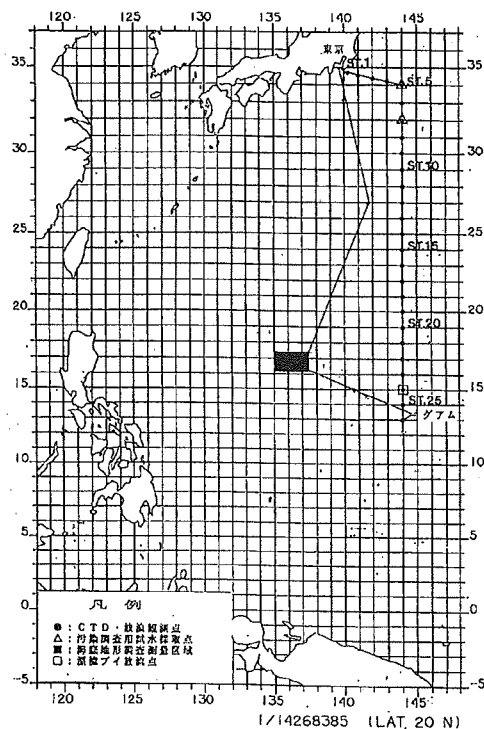 120 125 130 135 140 145
東京
ST.1
ST.5
ST.10
ST.15
ST.20
ST.25
グアム
35
30
25
20
15
10
5
0
-5
35
30
25
20
15
10
5
0
-5
凡例
●：CTD・採水観測点
△：汚染調査用試水採取点
■：海底地形調査測量区域
□：漂流ブイ放流点
120 125 130 135 140 145
1/14268385 (LAT. 20 N)